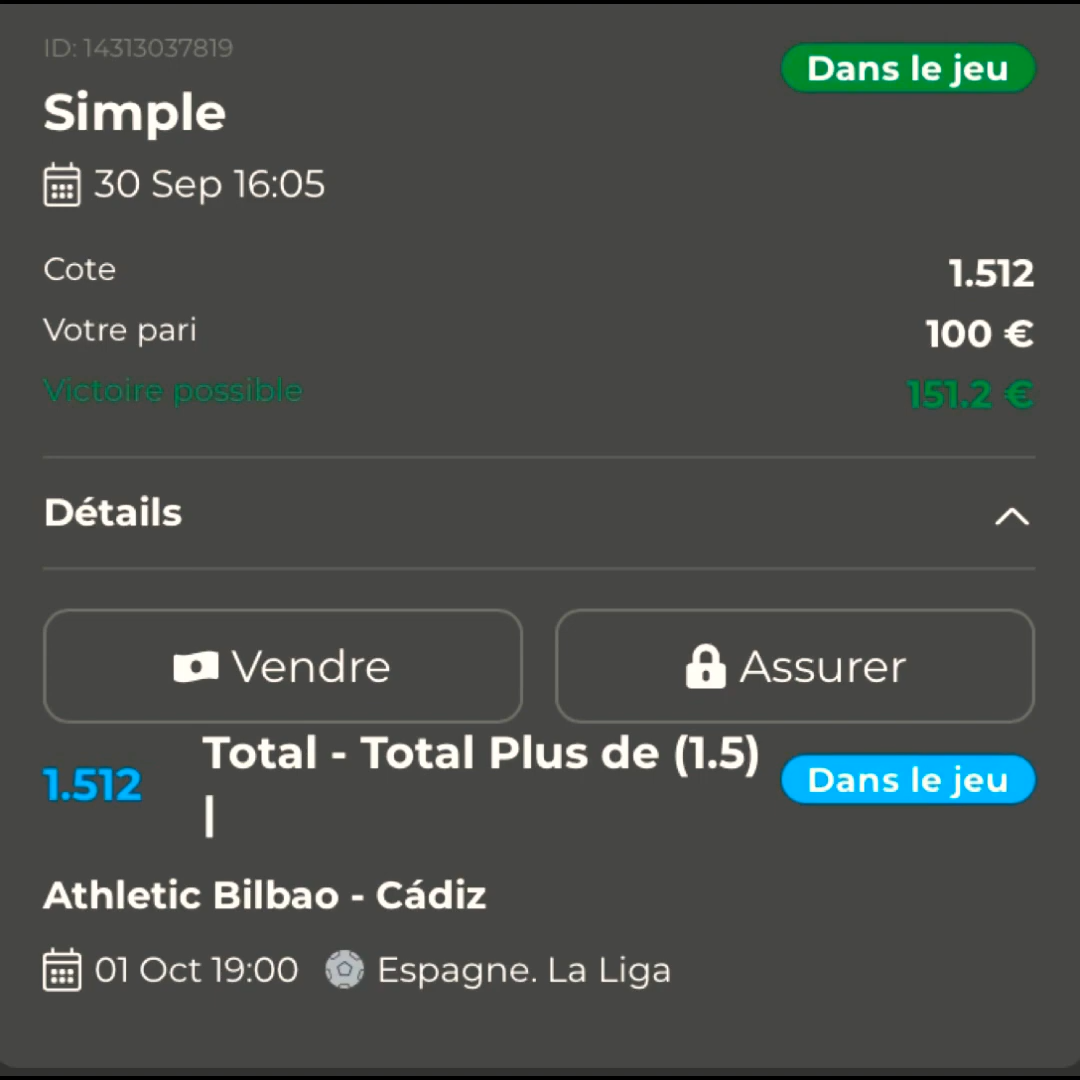 ID: 14313037819
Dans le jeu
Simple
30 Sep 16:05
Cote 1.512
Votre pari 100 €
Victoire possible 151.2 €
Détails
Vendre Assurer
1.512 Total - Total Plus de (1.5) Dans le jeu
|
Athletic Bilbao - Cádiz
01 Oct 19:00 Espagne. La Liga